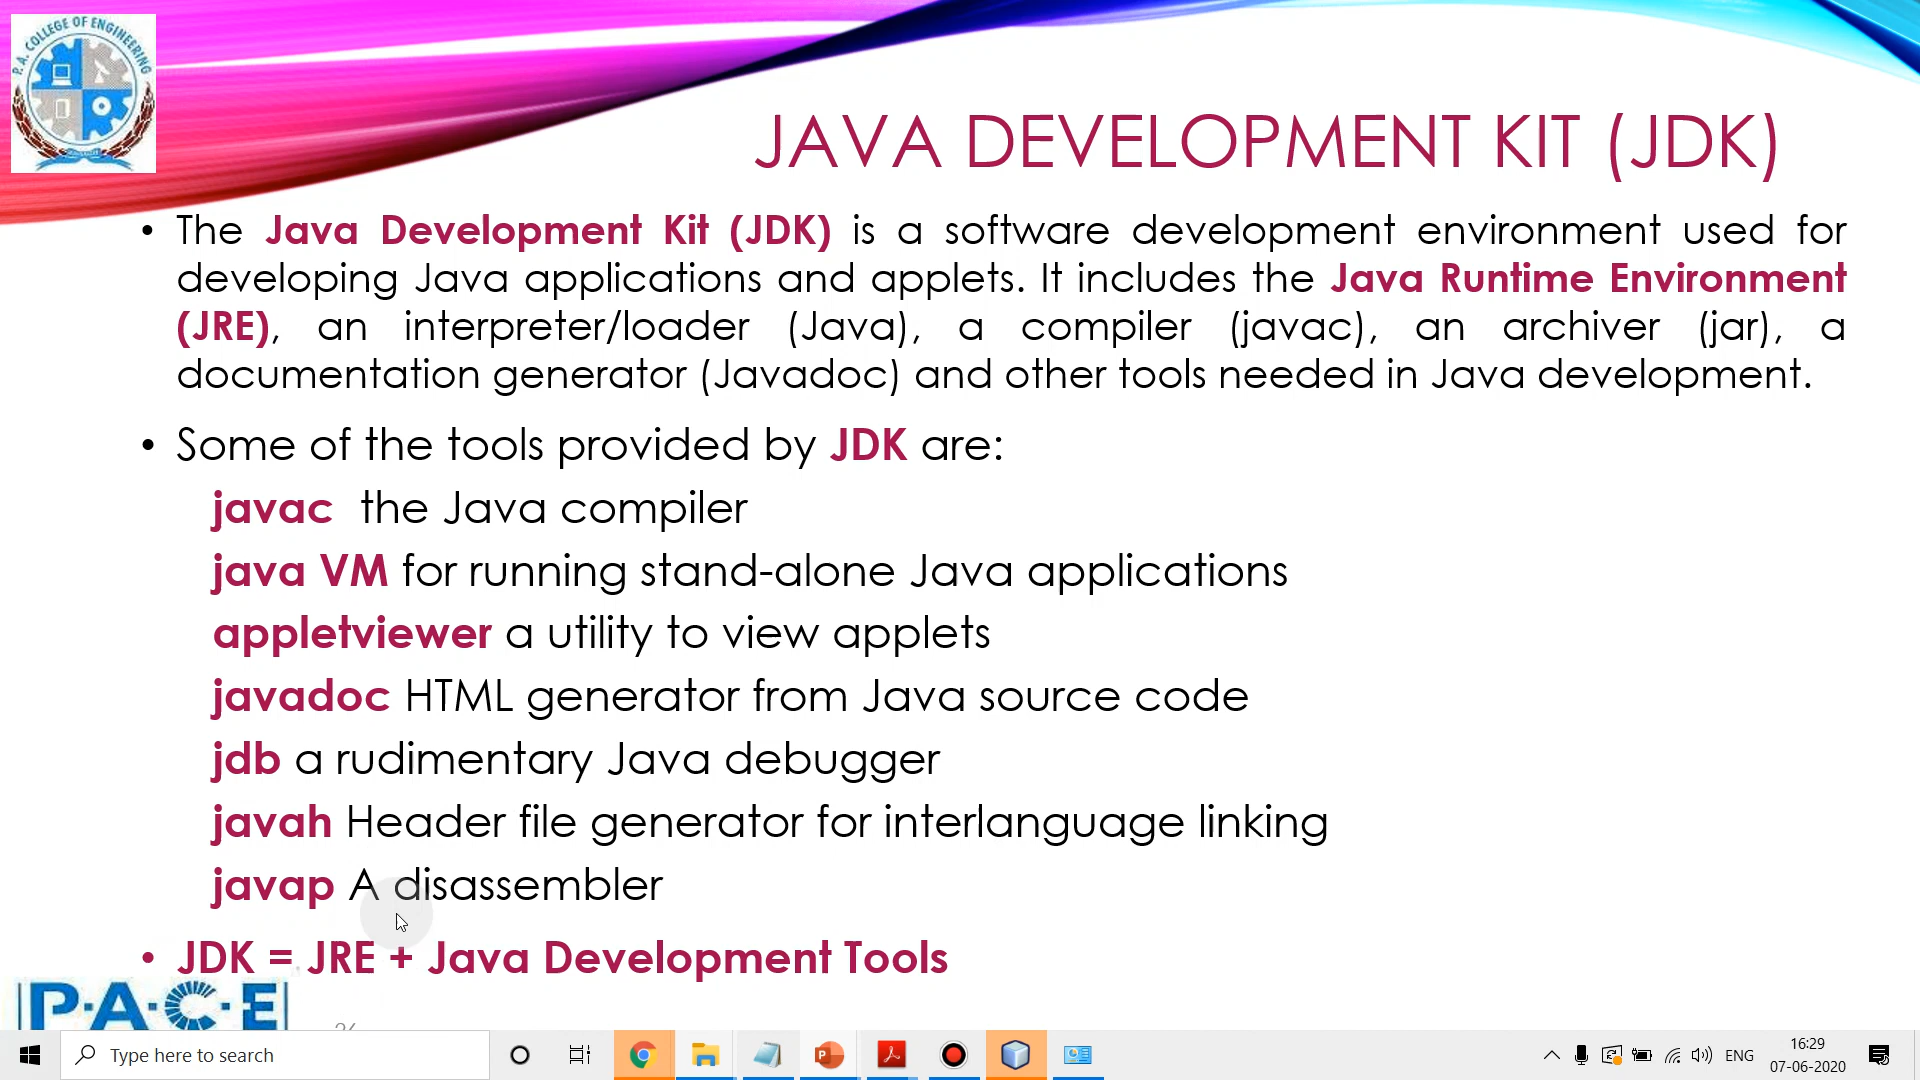 P.A. COLLEGE OF ENGINEERING
JAVA DEVELOPMENT KIT (JDK)
• The Java Development Kit (JDK) is a software development environment used for
developing Java applications and applets. It includes the Java Runtime Environment
(JRE), an interpreter/loader (Java), a compiler (javac), an archiver (jar), a
documentation generator (Javadoc) and other tools needed in Java development.
• Some of the tools provided by JDK are:
javac the Java compiler
java VM for running stand-alone Java applications
appletviewer a utility to view applets
javadoc HTML generator from Java source code
jdb a rudimentary Java debugger
javah Header file generator for interlanguage linking
javap A disassembler
• JDK = JRE + Java Development Tools
P·A·C·E
Type here to search
ENG
16:29
07-06-2020